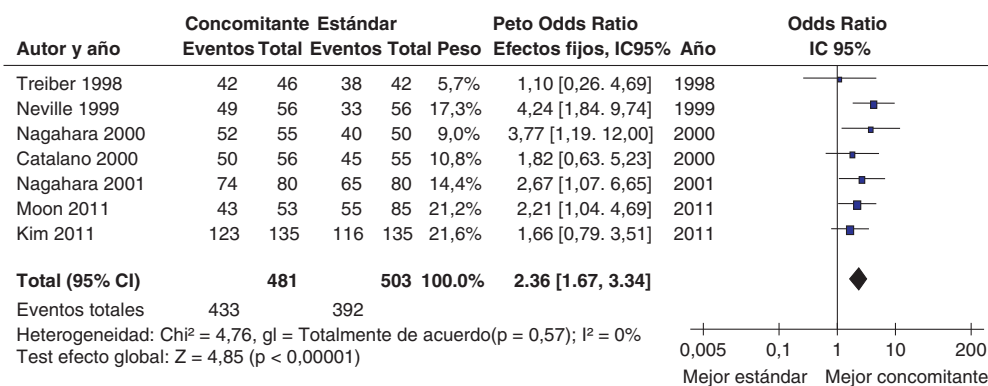 Concomitante Estándar Peto Odds Ratio Odds Ratio
Autor y año Eventos Total Eventos Total Peso Efectos fijos, IC95% Año IC 95%
Treiber 1998 42 46 38 42 5,7% 1,10 [0,26. 4,69] 1998
Neville 1999 49 56 33 56 17,3% 4,24 [1,84. 9,74] 1999
Nagahara 2000 52 55 40 50 9,0% 3,77 [1,19. 12,00] 2000
Catalano 2000 50 56 45 55 10,8% 1,82 [0,63. 5,23] 2000
Nagahara 2001 74 80 65 80 14,4% 2,67 [1,07. 6,65] 2001
Moon 2011 43 53 55 85 21,2% 2,21 [1,04. 4,69] 2011
Kim 2011 123 135 116 135 21,6% 1,66 [0,79. 3,51] 2011
Total (95% CI) 481 503 100.0% 2.36 [1.67, 3.34]
Eventos totales 433 392
Heterogeneidad: Chi² = 4,76, gl = Totalmente de acuerdo(p = 0,57); I² = 0%
Test efecto global: Z = 4,85 (p < 0,00001)
0,005 0,1 1 10 200
Mejor estándar Mejor concomitante